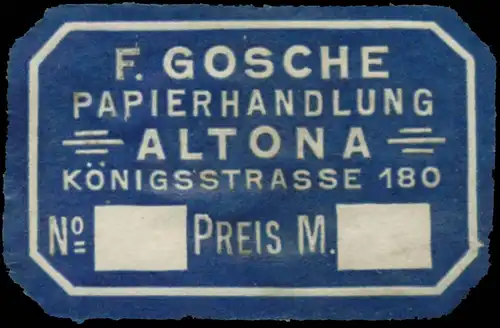 F. GOSCHE
PAPIERHANDLUNG
ALTONA
KÖNIGSSTRASSE 180
Nº PREIS M.